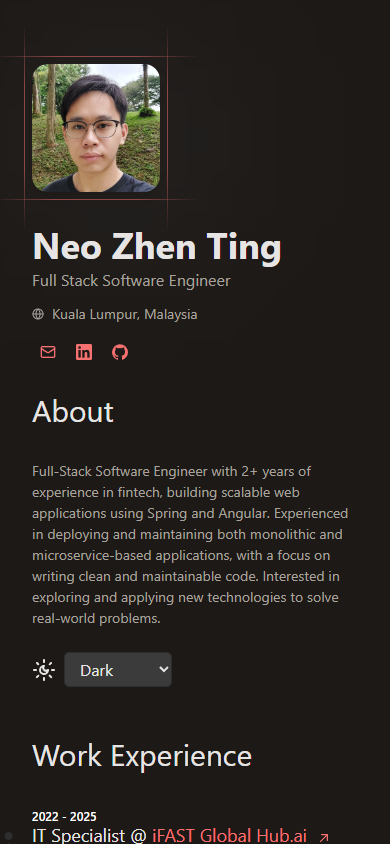 Neo Zhen Ting
Full Stack Software Engineer
Kuala Lumpur, Malaysia
About
Full-Stack Software Engineer with 2+ years of
experience in fintech, building scalable web
applications using Spring and Angular. Experienced
in deploying and maintaining both monolithic and
microservice-based applications, with a focus on
writing clean and maintainable code. Interested in
exploring and applying new technologies to solve
real-world problems.
Dark
Work Experience
2022 - 2025
IT Specialist @ iFAST Global Hub.ai